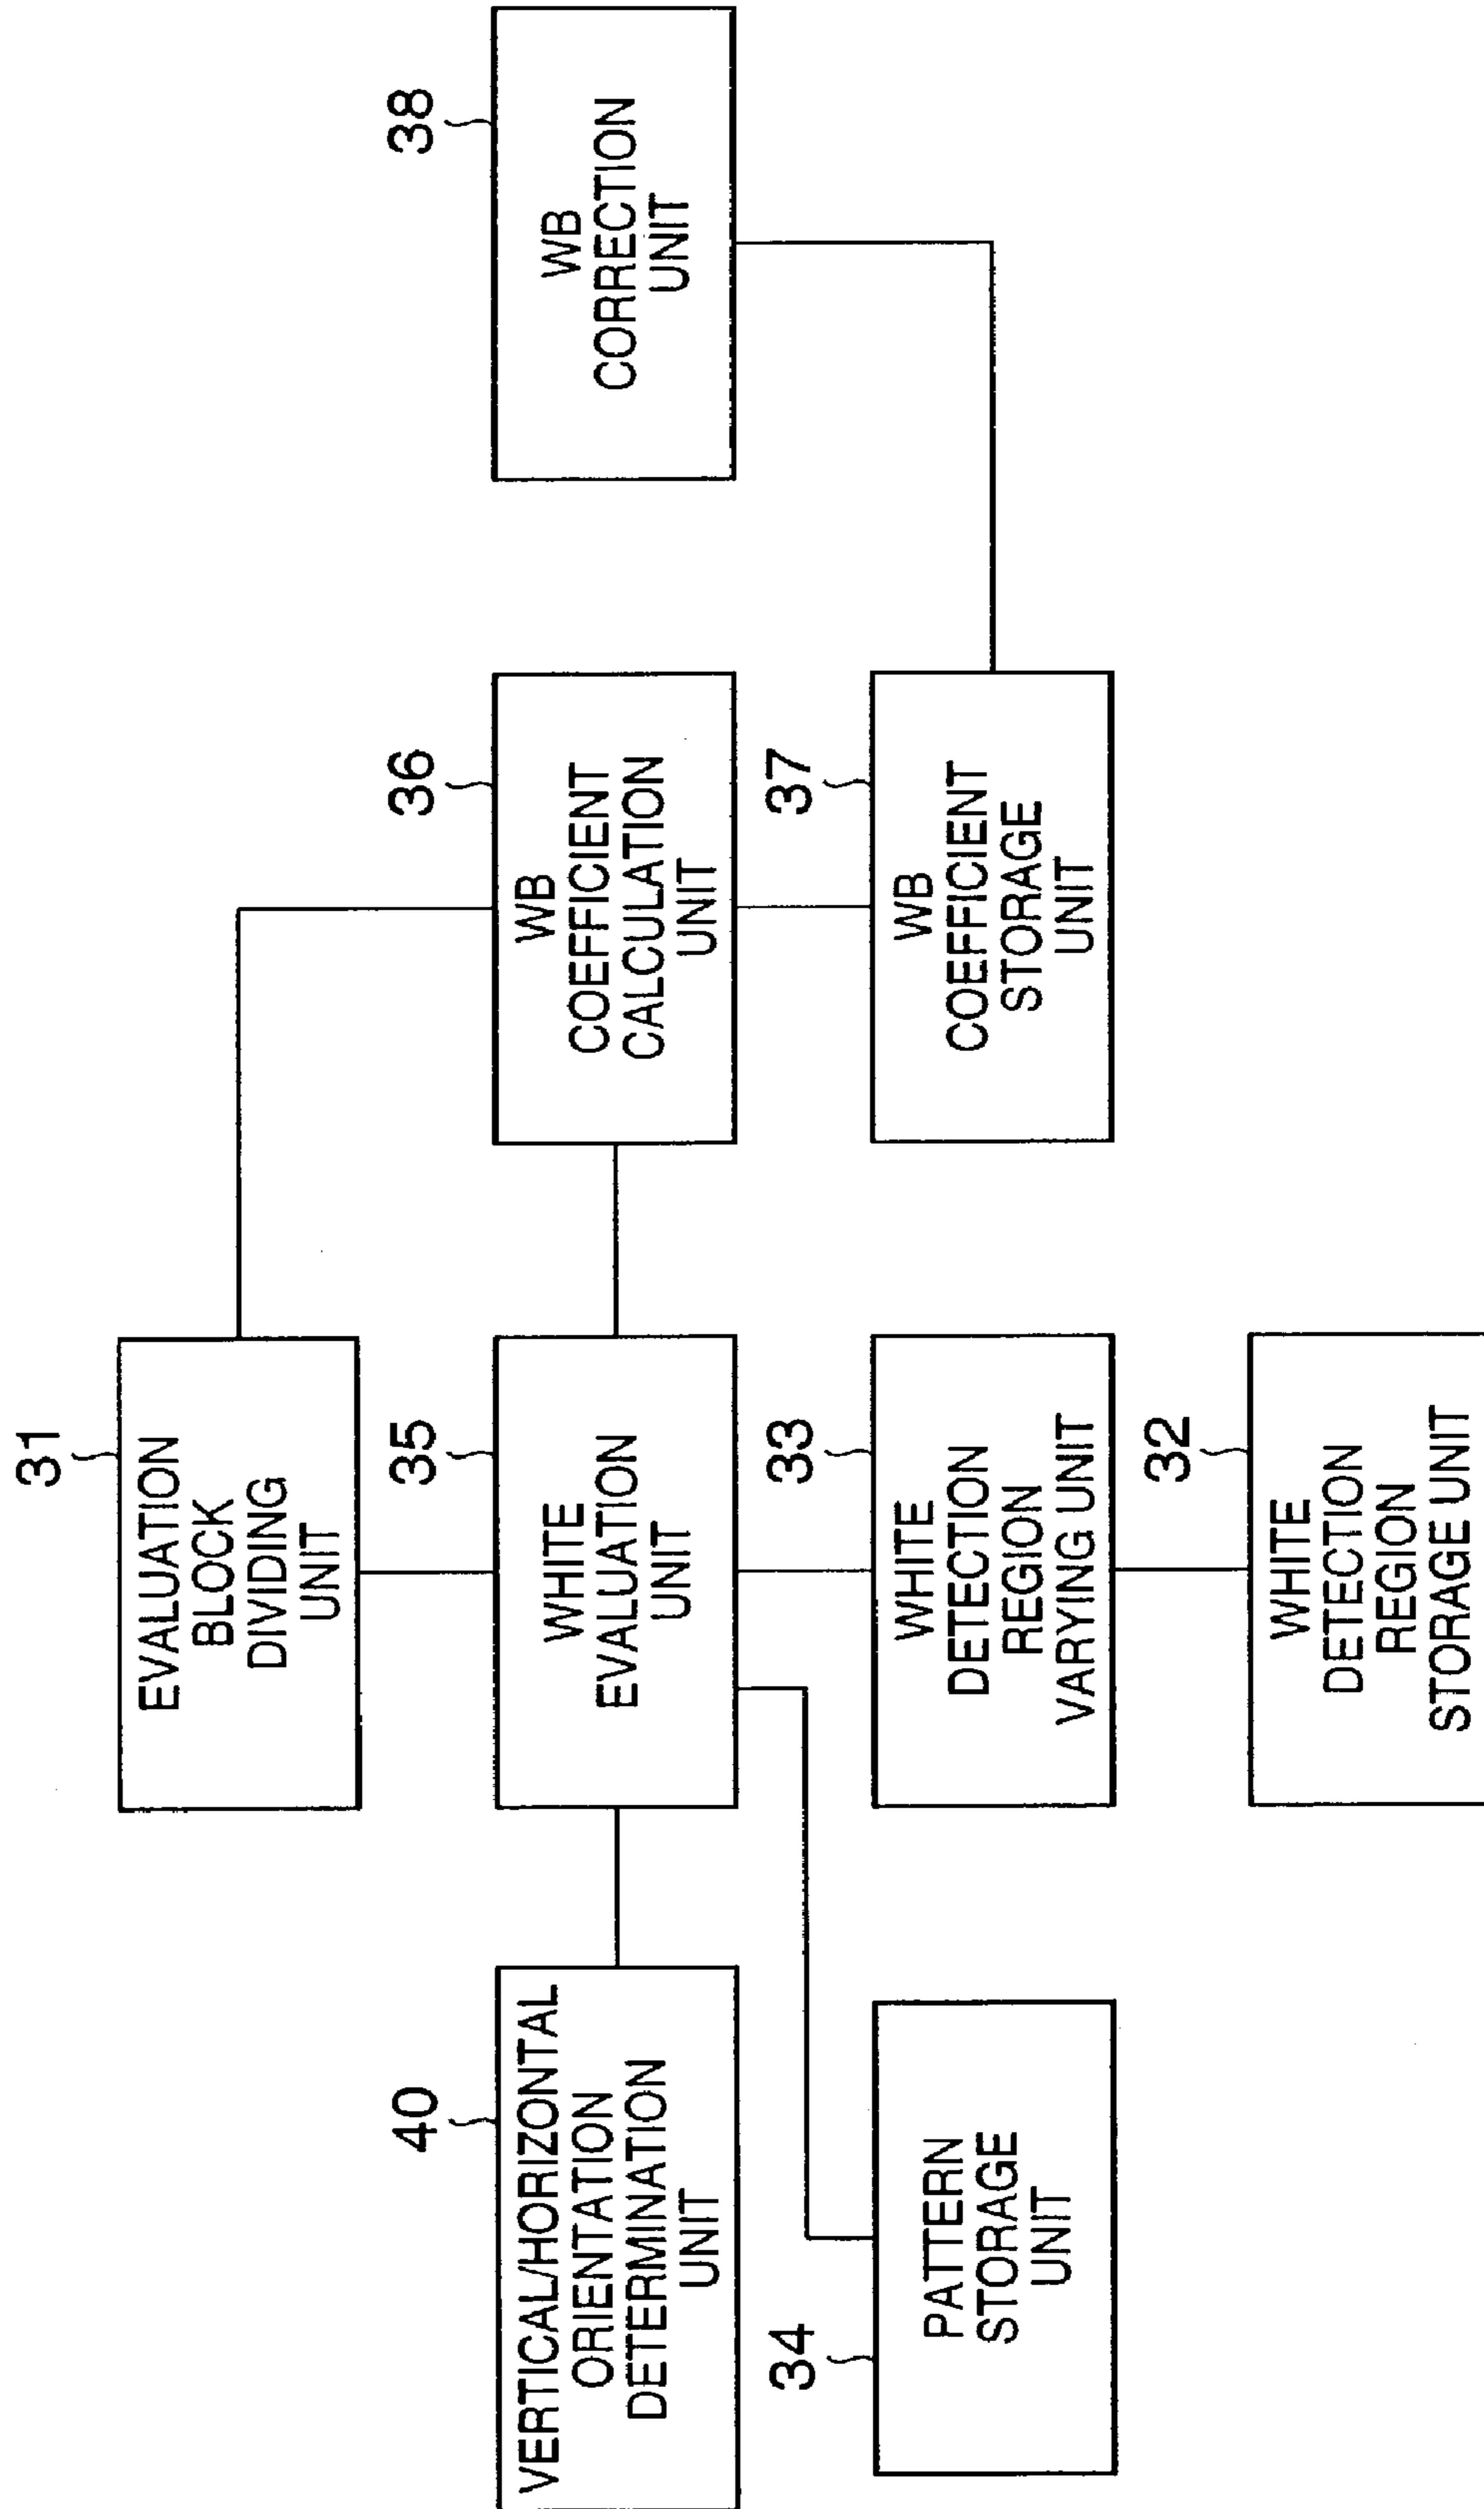 31
EVALUATION
BLOCK
DIVIDING
UNIT
40
VERTICAL/HORIZONTAL
ORIENTATION
DETERMINATION
UNIT
35
WHITE
EVALUATION
UNIT
36
WB
COEFFICIENT
CALCULATION
UNIT
38
WB
CORRECTION
UNIT
34
PATTERN
STORAGE
UNIT
33
WHITE
DETECTION
REGION
VARYING UNIT
37
WB
COEFFICIENT
STORAGE
UNIT
32
WHITE
DETECTION
REGION
STORAGE UNIT